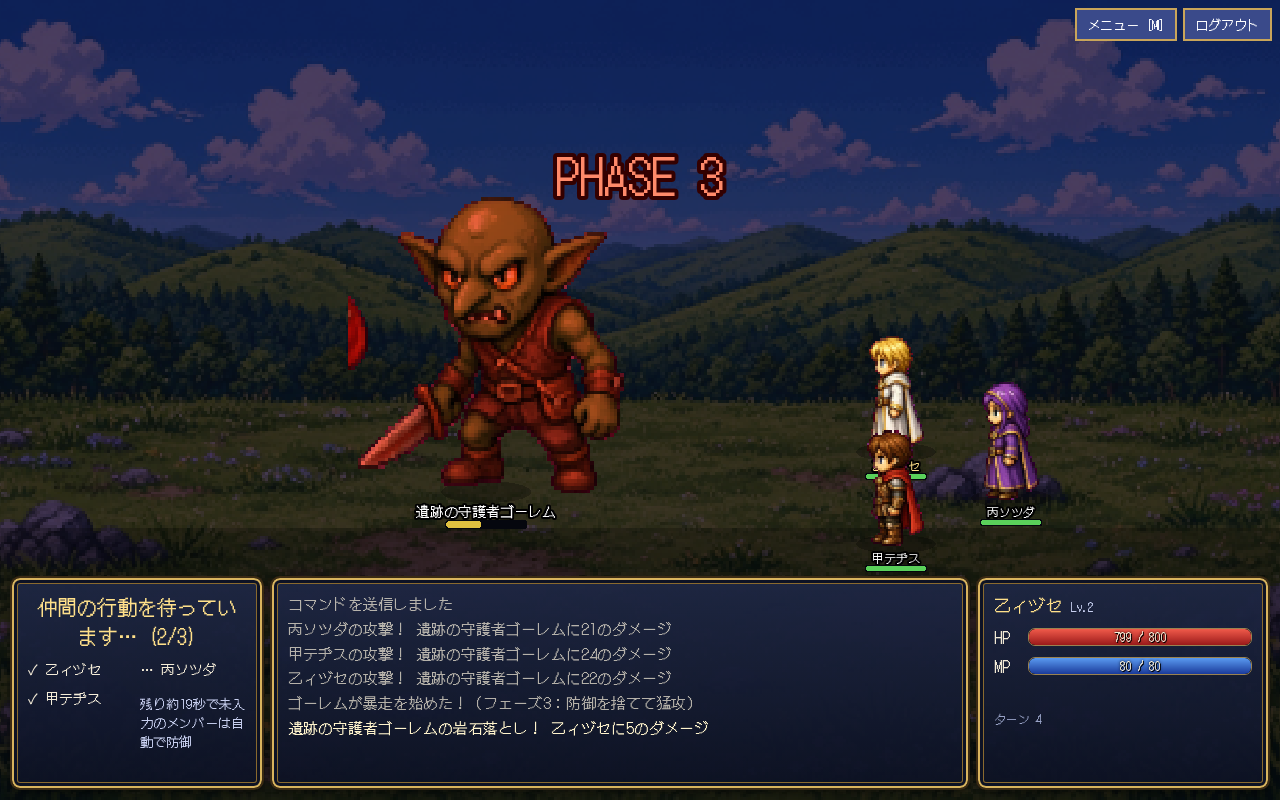 メニュー [M]
ログアウト
PHASE 3
遺跡の守護者ゴーレム
セ
丙ソツダ
甲テヂス
仲間の行動を待ってい
ます… (2/3)
✓ 乙ィヅセ
… 丙ソツダ
✓ 甲テヂス
残り約19秒で未入
力のメンバーは自
動で防御
コマンドを送信しました
丙ソツダの攻撃！ 遺跡の守護者ゴーレムに21のダメージ
甲テヂスの攻撃！ 遺跡の守護者ゴーレムに24のダメージ
乙ィヅセの攻撃！ 遺跡の守護者ゴーレムに22のダメージ
ゴーレムが暴走を始めた！（フェーズ3：防御を捨てて猛攻）
遺跡の守護者ゴーレムの岩石落とし！ 乙ィヅセに5のダメージ
乙ィヅセ Lv.2
HP 799 / 800
MP 80 / 80
ターン 4